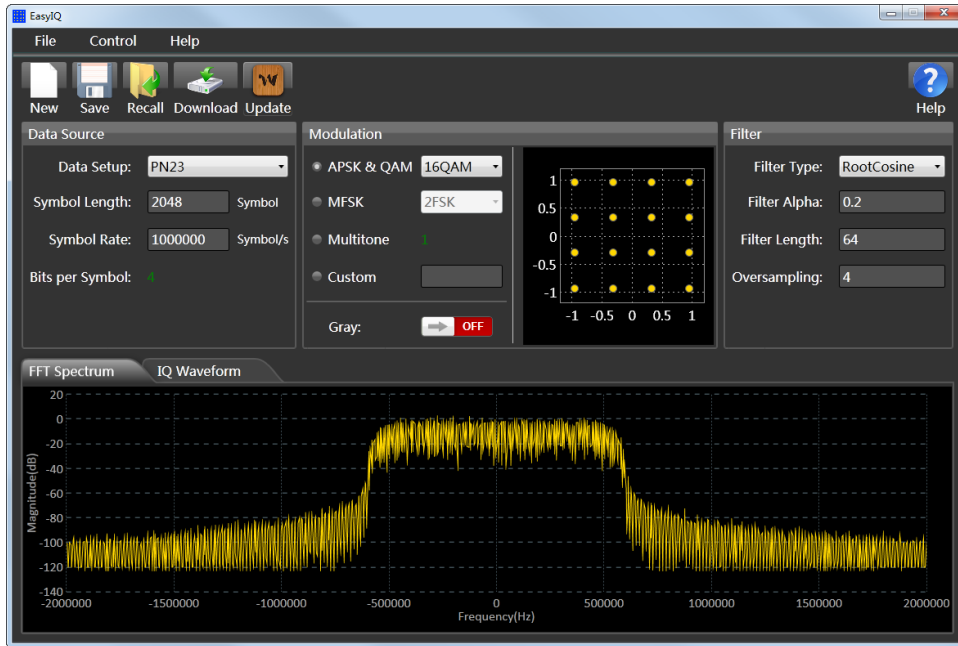 EasyIQ
File Control Help
New Save Recall Download Update Help
Data Source
Data Setup: PN23
Symbol Length: 2048 Symbol
Symbol Rate: 1000000 Symbol/s
Bits per Symbol: 4
Modulation
APSK & QAM 16QAM
MFSK 2FSK
Multitone 1
Custom
Gray: OFF
1
0.5
0
-0.5
-1
-1 -0.5 0 0.5 1
Filter
Filter Type: RootCosine
Filter Alpha: 0.2
Filter Length: 64
Oversampling: 4
FFT Spectrum IQ Waveform
Magnitude(dB)
20
0
-20
-40
-60
-80
-100
-120
-140
-2000000 -1500000 -1000000 -500000 0 500000 1000000 1500000 2000000
Frequency(Hz)